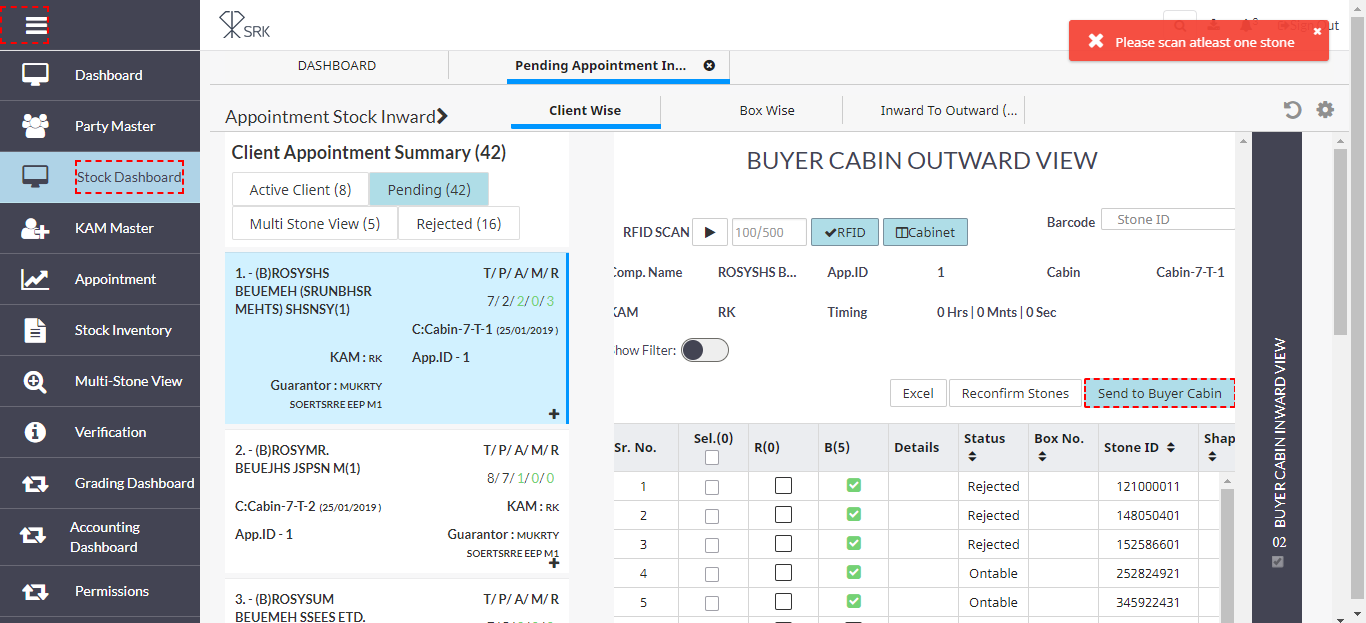 SRK
Sign out
Please scan atleast one stone
Dashboard
Party Master
Stock Dashboard
KAM Master
Appointment
Stock Inventory
Multi-Stone View
Verification
Grading Dashboard
Accounting
Dashboard
Permissions
DASHBOARD
Pending Appointment In...
Appointment Stock Inward
Client Wise
Box Wise
Inward To Outward (...
Client Appointment Summary (42)
Active Client (8)
Pending (42)
Multi Stone View (5)
Rejected (16)
1. - (B)ROSYSHS
BEUEMEH (SRUNBHSR
MEHTS) SHSNSY(1)
T/ P/ A/ M/ R
7/ 2/ 2/ 0/ 3
C:Cabin-7-T-1 (25/01/2019 )
KAM : RK
App.ID - 1
Guarantor : MUKRTY
SOERTSRRE EEP M1
2. - (B)ROSYMR.
BEUEJHS JSPSN M(1)
T/ P/ A/ M/ R
8/ 7/ 1/ 0/ 0
C:Cabin-7-T-2 (25/01/2019 )
KAM : RK
App.ID - 1
Guarantor : MUKRTY
SOERTSRRE EEP M1
3. - (B)ROSYSUM
BEUEMEH SSEES ETD.
T/ P/ A/ M/ R
BUYER CABIN OUTWARD VIEW
RFID SCAN
100/500
RFID
Cabinet
Barcode
Stone ID
Comp. Name
ROSYSHS B...
App.ID
1
Cabin
Cabin-7-T-1
KAM
RK
Timing
0 Hrs | 0 Mnts | 0 Sec
Show Filter:
Excel
Reconfirm Stones
Send to Buyer Cabin
Sr. No. Sel.(0) R(0) B(5) Details Status Box No. Stone ID Shap
1 Rejected 121000011
2 Rejected 148050401
3 Rejected 152586601
4 Ontable 252824921
5 Ontable 345922431
BUYER CABIN INWARD VIEW
02